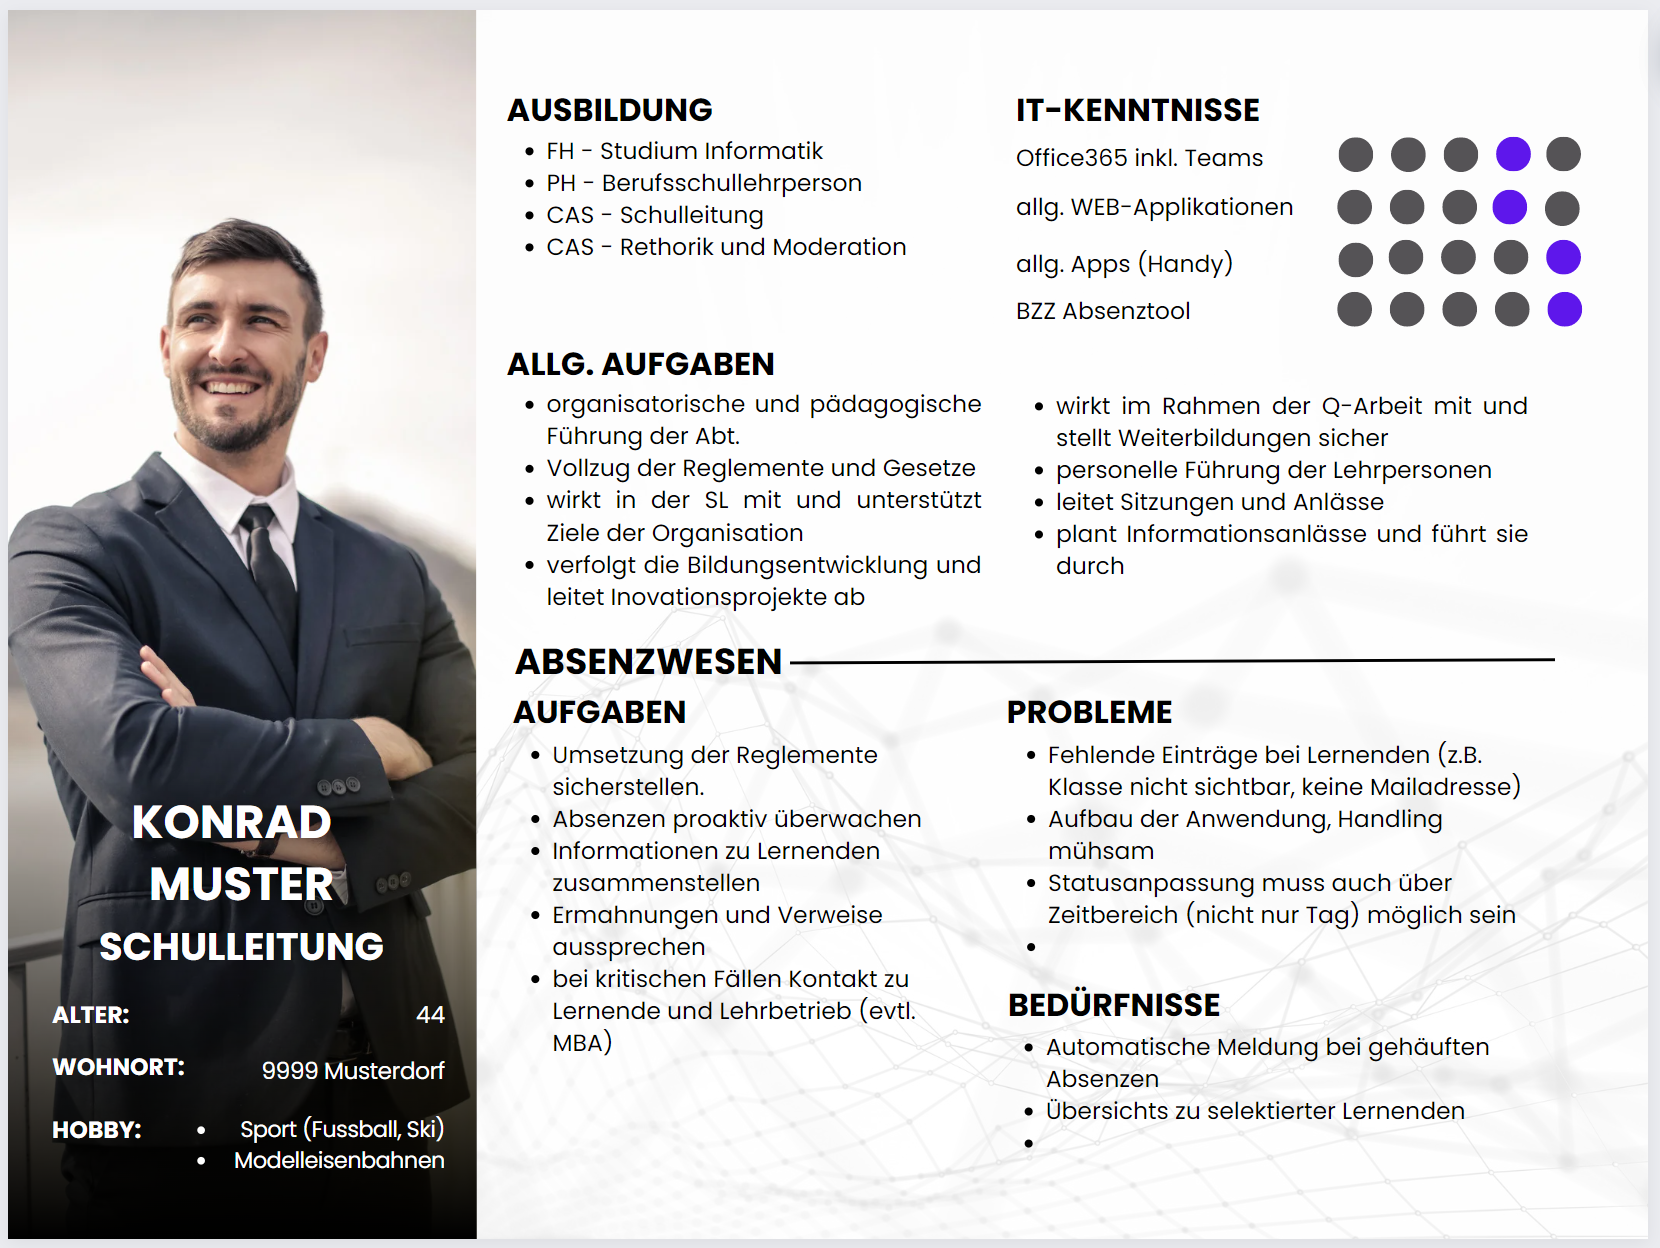 KONRAD
MUSTER
SCHULLEITUNG
ALTER: 44
WOHNORT: 9999 Musterdorf
HOBBY: • Sport (Fussball, Ski)
• Modelleisenbahnen
AUSBILDUNG
• FH - Studium Informatik
• PH - Berufsschullehrperson
• CAS - Schulleitung
• CAS - Rethorik und Moderation
IT-KENNTNISSE
Office365 inkl. Teams
allg. WEB-Applikationen
allg. Apps (Handy)
BZZ Absenztool
ALLG. AUFGABEN
• organisatorische und pädagogische
Führung der Abt.
• Vollzug der Reglemente und Gesetze
• wirkt in der SL mit und unterstützt
Ziele der Organisation
• verfolgt die Bildungsentwicklung und
leitet Inovationsprojekte ab
• wirkt im Rahmen der Q-Arbeit mit und
stellt Weiterbildungen sicher
• personelle Führung der Lehrpersonen
• leitet Sitzungen und Anlässe
• plant Informationsanlässe und führt sie
durch
ABSENZWESEN
AUFGABEN
• Umsetzung der Reglemente
sicherstellen.
• Absenzen proaktiv überwachen
• Informationen zu Lernenden
zusammenstellen
• Ermahnungen und Verweise
aussprechen
• bei kritischen Fällen Kontakt zu
Lernende und Lehrbetrieb (evtl.
MBA)
PROBLEME
• Fehlende Einträge bei Lernenden (z.B.
Klasse nicht sichtbar, keine Mailadresse)
• Aufbau der Anwendung, Handling
mühsam
• Statusanpassung muss auch über
Zeitbereich (nicht nur Tag) möglich sein
•
BEDÜRFNISSE
• Automatische Meldung bei gehäuften
Absenzen
• Übersichts zu selektierter Lernenden
•